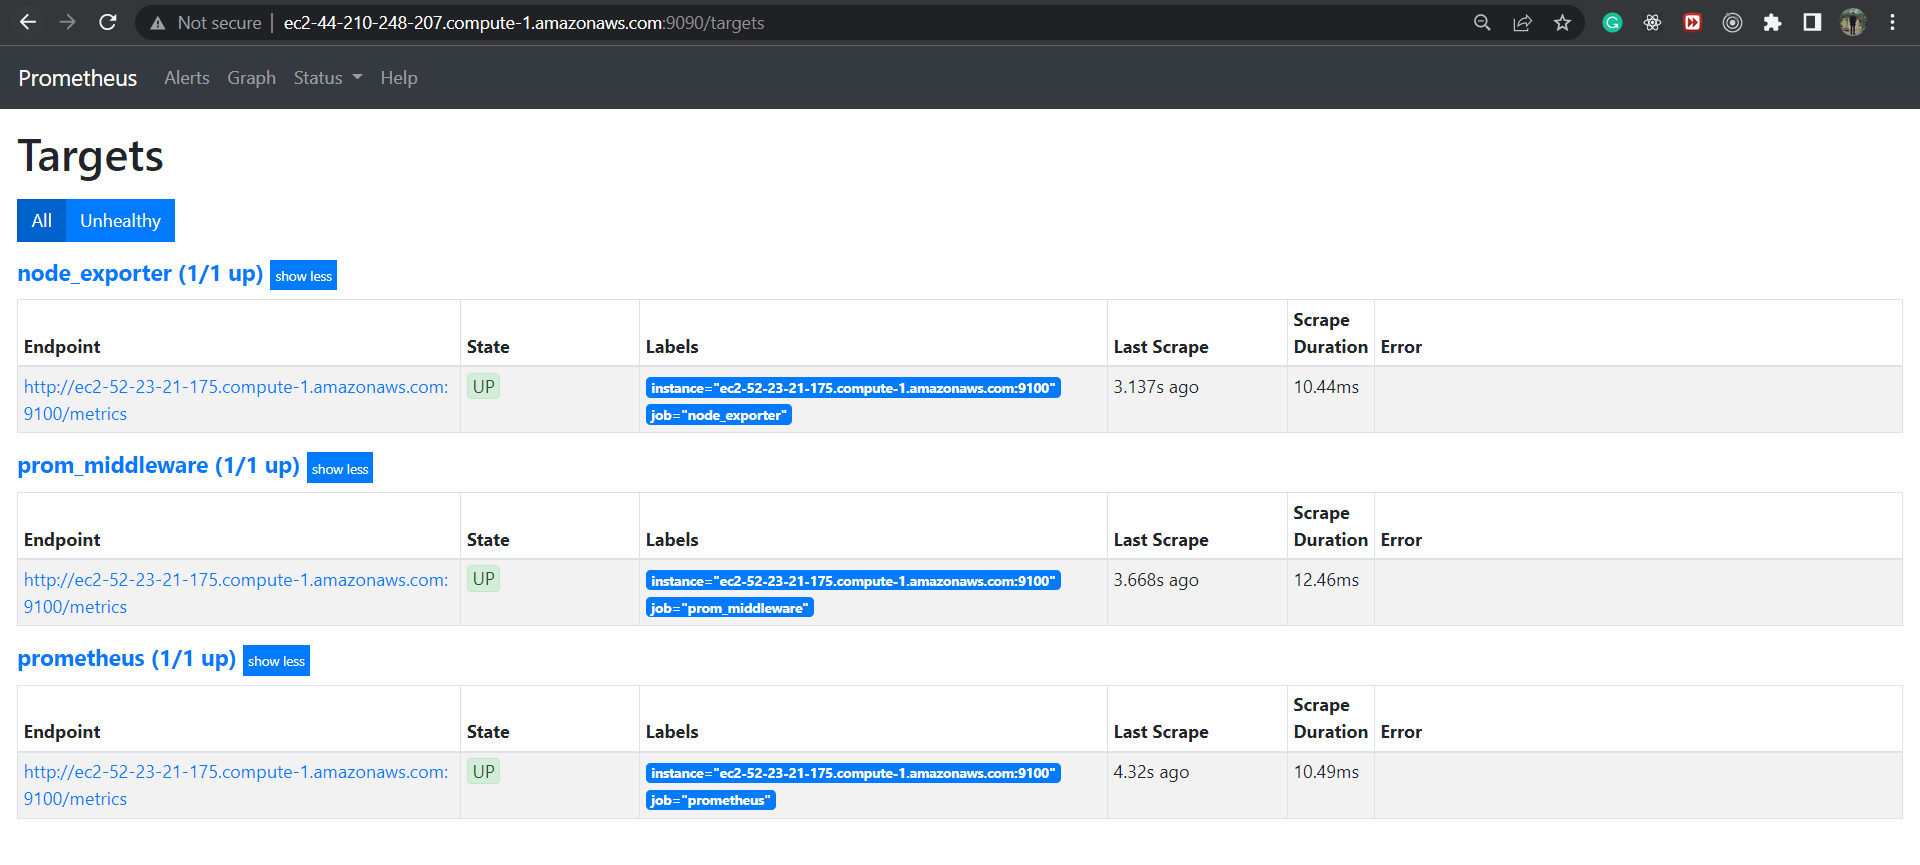 Not secure | ec2-44-210-248-207.compute-1.amazonaws.com:9090/targets
Prometheus Alerts Graph Status Help
Targets
All Unhealthy
node_exporter (1/1 up) show less
Scrape
Endpoint State Labels Last Scrape Duration Error
http://ec2-52-23-21-175.compute-1.amazonaws.com: UP instance="ec2-52-23-21-175.compute-1.amazonaws.com:9100" 3.137s ago 10.44ms
9100/metrics job="node_exporter"
prom_middleware (1/1 up) show less
Scrape
Endpoint State Labels Last Scrape Duration Error
http://ec2-52-23-21-175.compute-1.amazonaws.com: UP instance="ec2-52-23-21-175.compute-1.amazonaws.com:9100" 3.668s ago 12.46ms
9100/metrics job="prom_middleware"
prometheus (1/1 up) show less
Scrape
Endpoint State Labels Last Scrape Duration Error
http://ec2-52-23-21-175.compute-1.amazonaws.com: UP instance="ec2-52-23-21-175.compute-1.amazonaws.com:9100" 4.32s ago 10.49ms
9100/metrics job="prometheus"